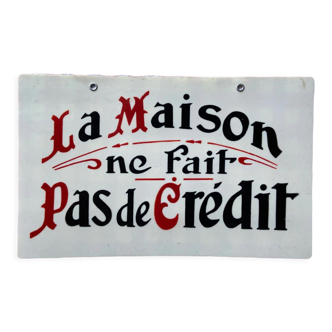 La Maison
ne fait
Pas de Crédit